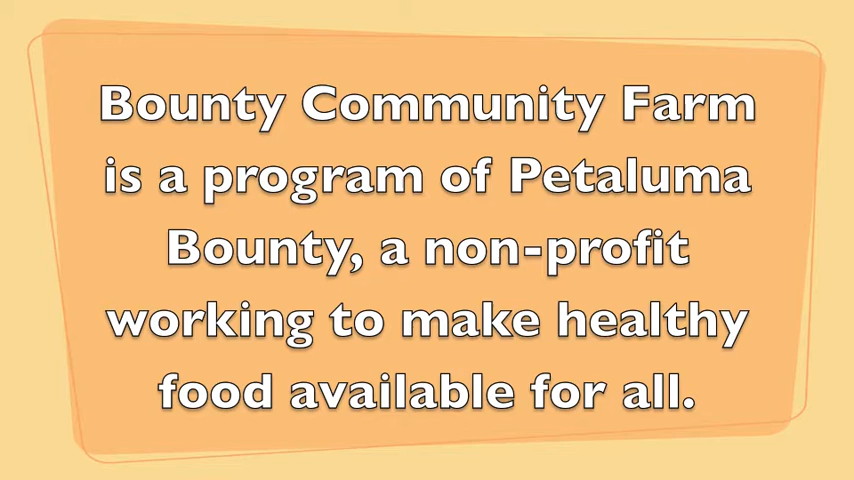 Bounty Community Farm
is a program of Petaluma
Bounty, a non-profit
working to make healthy
food available for all.